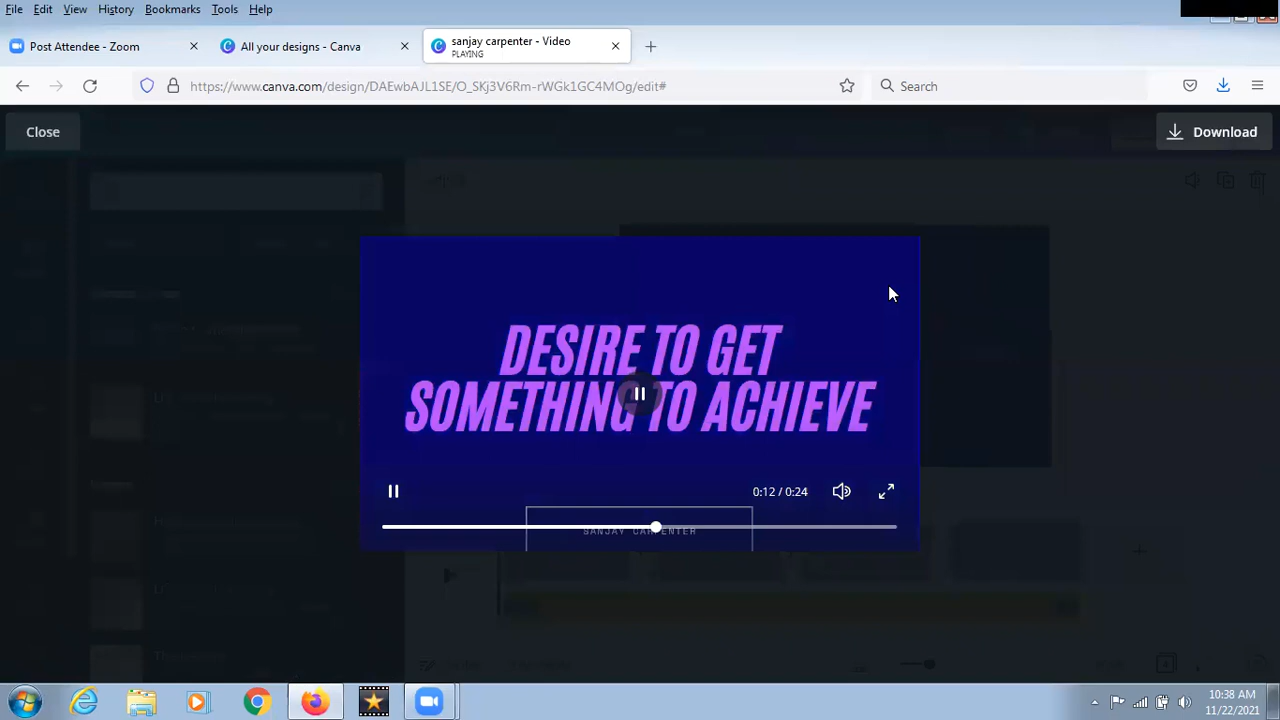 File Edit View History Bookmarks Tools Help
Post Attendee - Zoom
All your designs - Canva
sanjay carpenter - Video
PLAYING
https://www.canva.com/design/DAEwbAJL1SE/O_SKj3V6Rm-rWGk1GC4MOg/edit#
Search
Close
Download
DESIRE TO GET
SOMETHING TO ACHIEVE
0:12 / 0:24
SANJAY CARPENTER
10:38 AM
11/22/2021